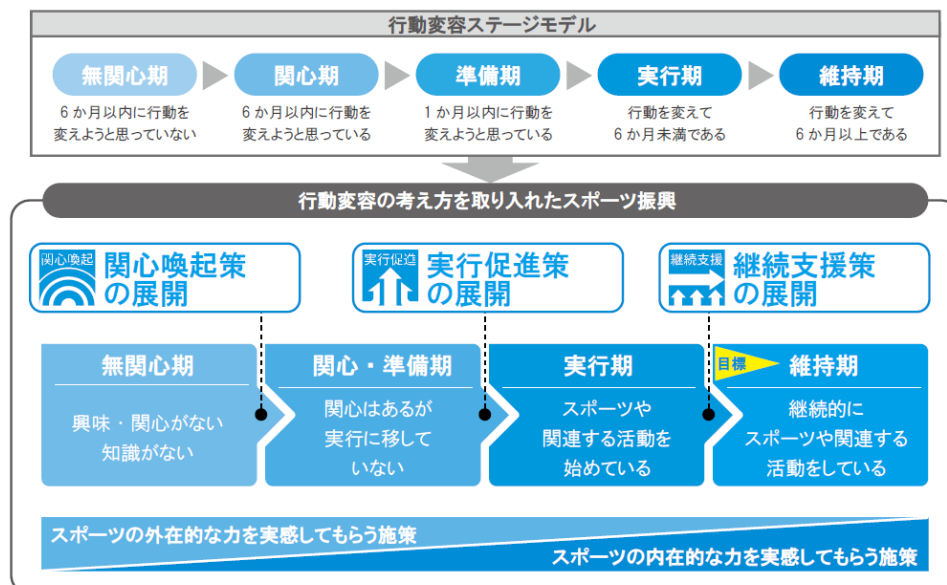 行動変容ステージモデル
無関心期
関心期
準備期
実行期
維持期
6か月以内に行動を
変えようと思っていない
6か月以内に行動を
変えようと思っている
1か月以内に行動を
変えようと思っている
行動を変えて
6か月未満である
行動を変えて
6か月以上である
行動変容の考え方を取り入れたスポーツ振興
関心喚起
関心喚起策
の展開
実行促進
実行促進策
の展開
継続支援
継続支援策
の展開
無関心期
興味・関心がない
知識がない
関心・準備期
関心はあるが
実行に移して
いない
実行期
スポーツや
関連する活動を
始めている
目標
維持期
継続的に
スポーツや関連する
活動をしている
スポーツの外在的な力を実感してもらう施策
スポーツの内在的な力を実感してもらう施策